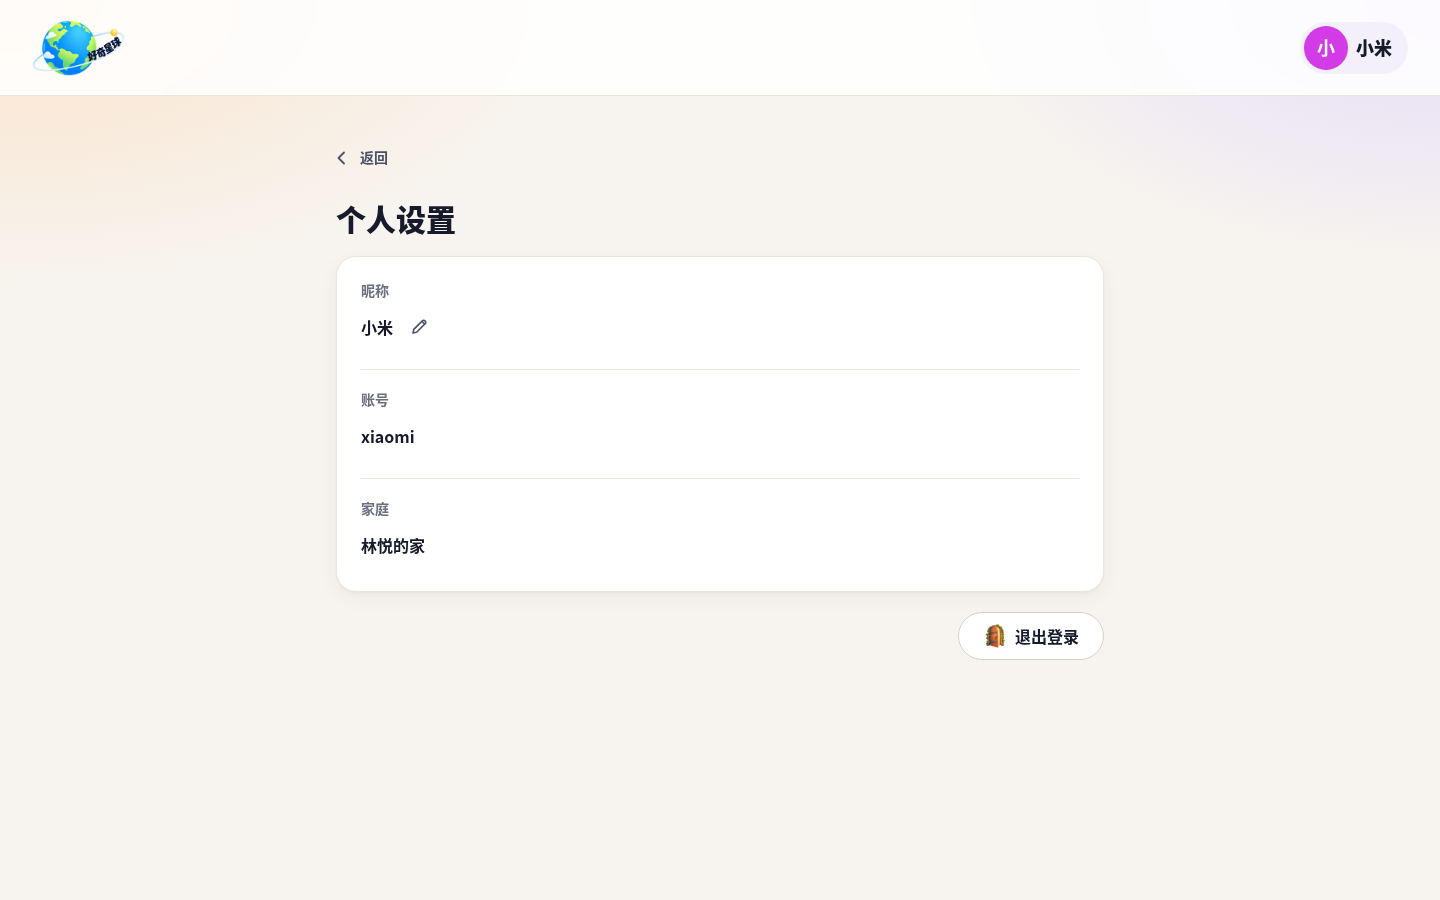 好奇星球
小 小米
返回
个人设置
昵称
小米
账号
xiaomi
家庭
林悦的家
退出登录